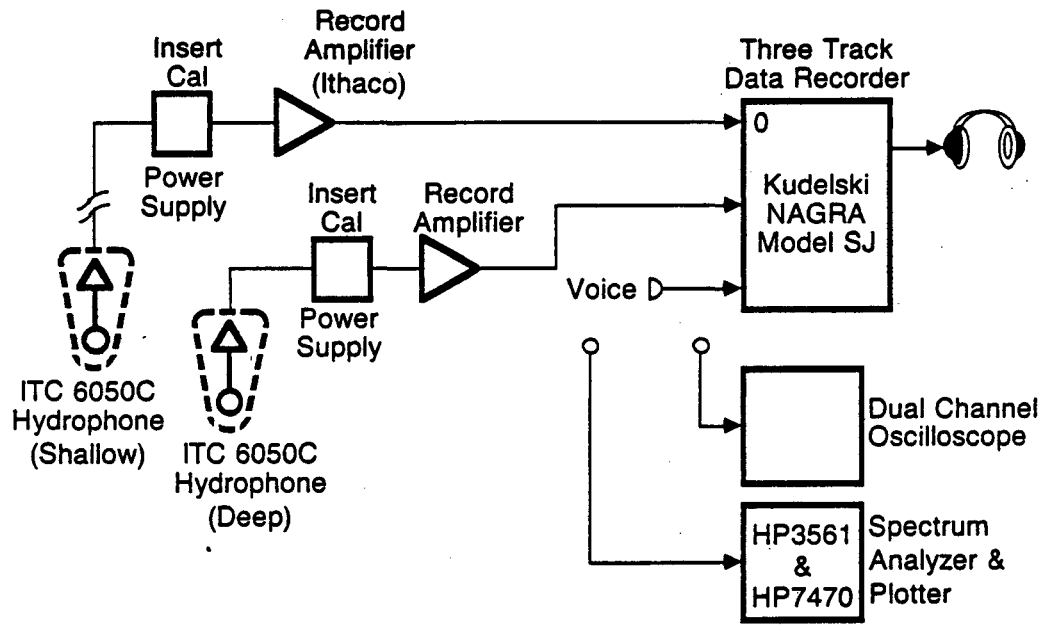 Insert
Cal
Record
Amplifier
(Ithaco)
Three Track
Data Recorder
0
Power
Supply
Insert
Cal
Record
Amplifier
Kudelski
NAGRA
Model SJ
Voice
Power
Supply
ITC 6050C
Hydrophone
(Shallow)
ITC 6050C
Hydrophone
(Deep)
Dual Channel
Oscilloscope
HP3561
&
HP7470
Spectrum
Analyzer &
Plotter